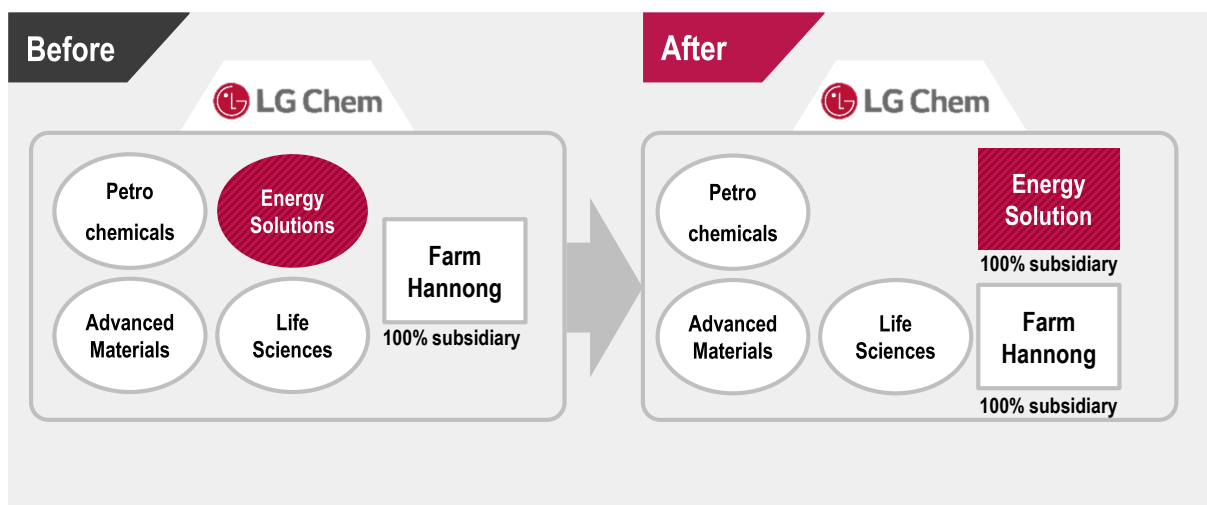 Before
LG Chem
Petro
chemicals
Energy
Solutions
Farm
Hannong
100% subsidiary
Advanced
Materials
Life
Sciences
After
LG Chem
Petro
chemicals
Energy
Solution
100% subsidiary
Advanced
Materials
Life
Sciences
Farm
Hannong
100% subsidiary